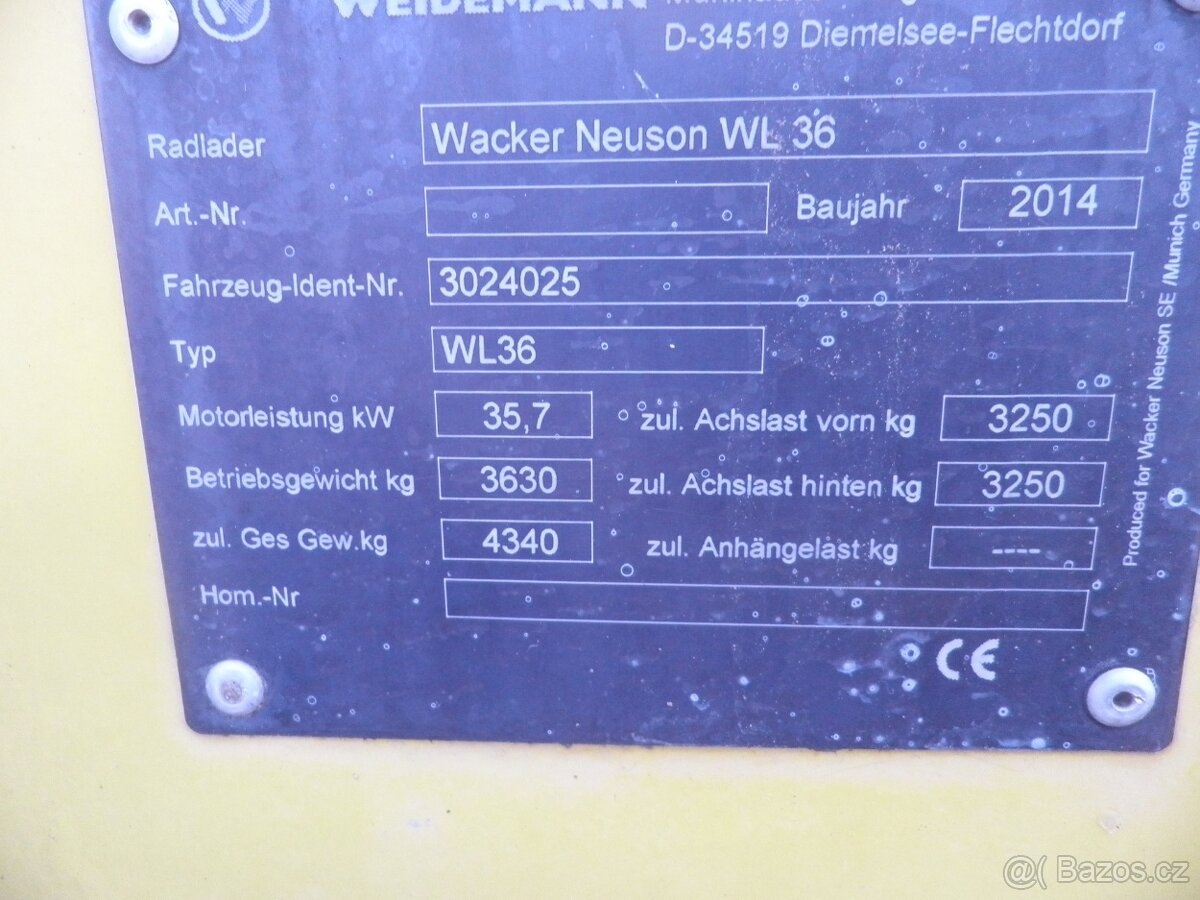 WEIDEMANN
D-34519 Diemelsee-Flechtdorf
Radlader Wacker Neuson WL 36
Art.-Nr. Baujahr 2014
Fahrzeug-Ident-Nr. 3024025
Typ WL36
Motorleistung kW 35,7 zul. Achslast vorn kg 3250
Betriebsgewicht kg 3630 zul. Achslast hinten kg 3250
zul. Ges Gew.kg 4340 zul. Anhängelast kg ----
Hom.-Nr
CE
Produced for Wacker Neuson SE /Munich Germany
@( Bazos.cz